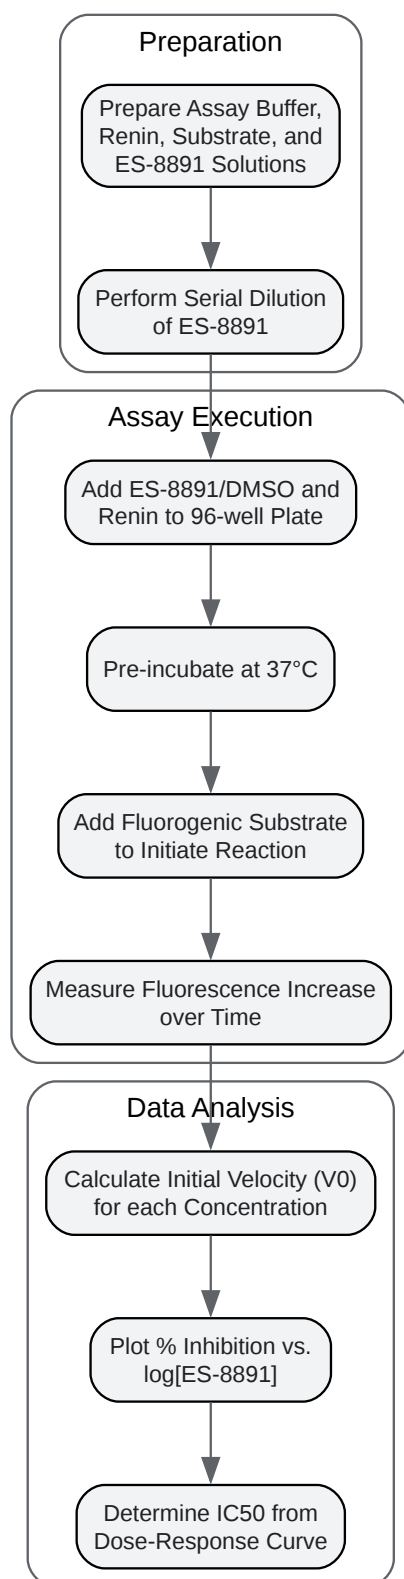 Preparation
Prepare Assay Buffer,
Renin, Substrate, and
ES-8891 Solutions
Perform Serial Dilution
of ES-8891
Assay Execution
Add ES-8891/DMSO and
Renin to 96-well Plate
Pre-incubate at 37°C
Add Fluorogenic Substrate
to Initiate Reaction
Measure Fluorescence Increase
over Time
Data Analysis
Calculate Initial Velocity (V0)
for each Concentration
Plot % Inhibition vs.
log[ES-8891]
Determine IC50 from
Dose-Response Curve